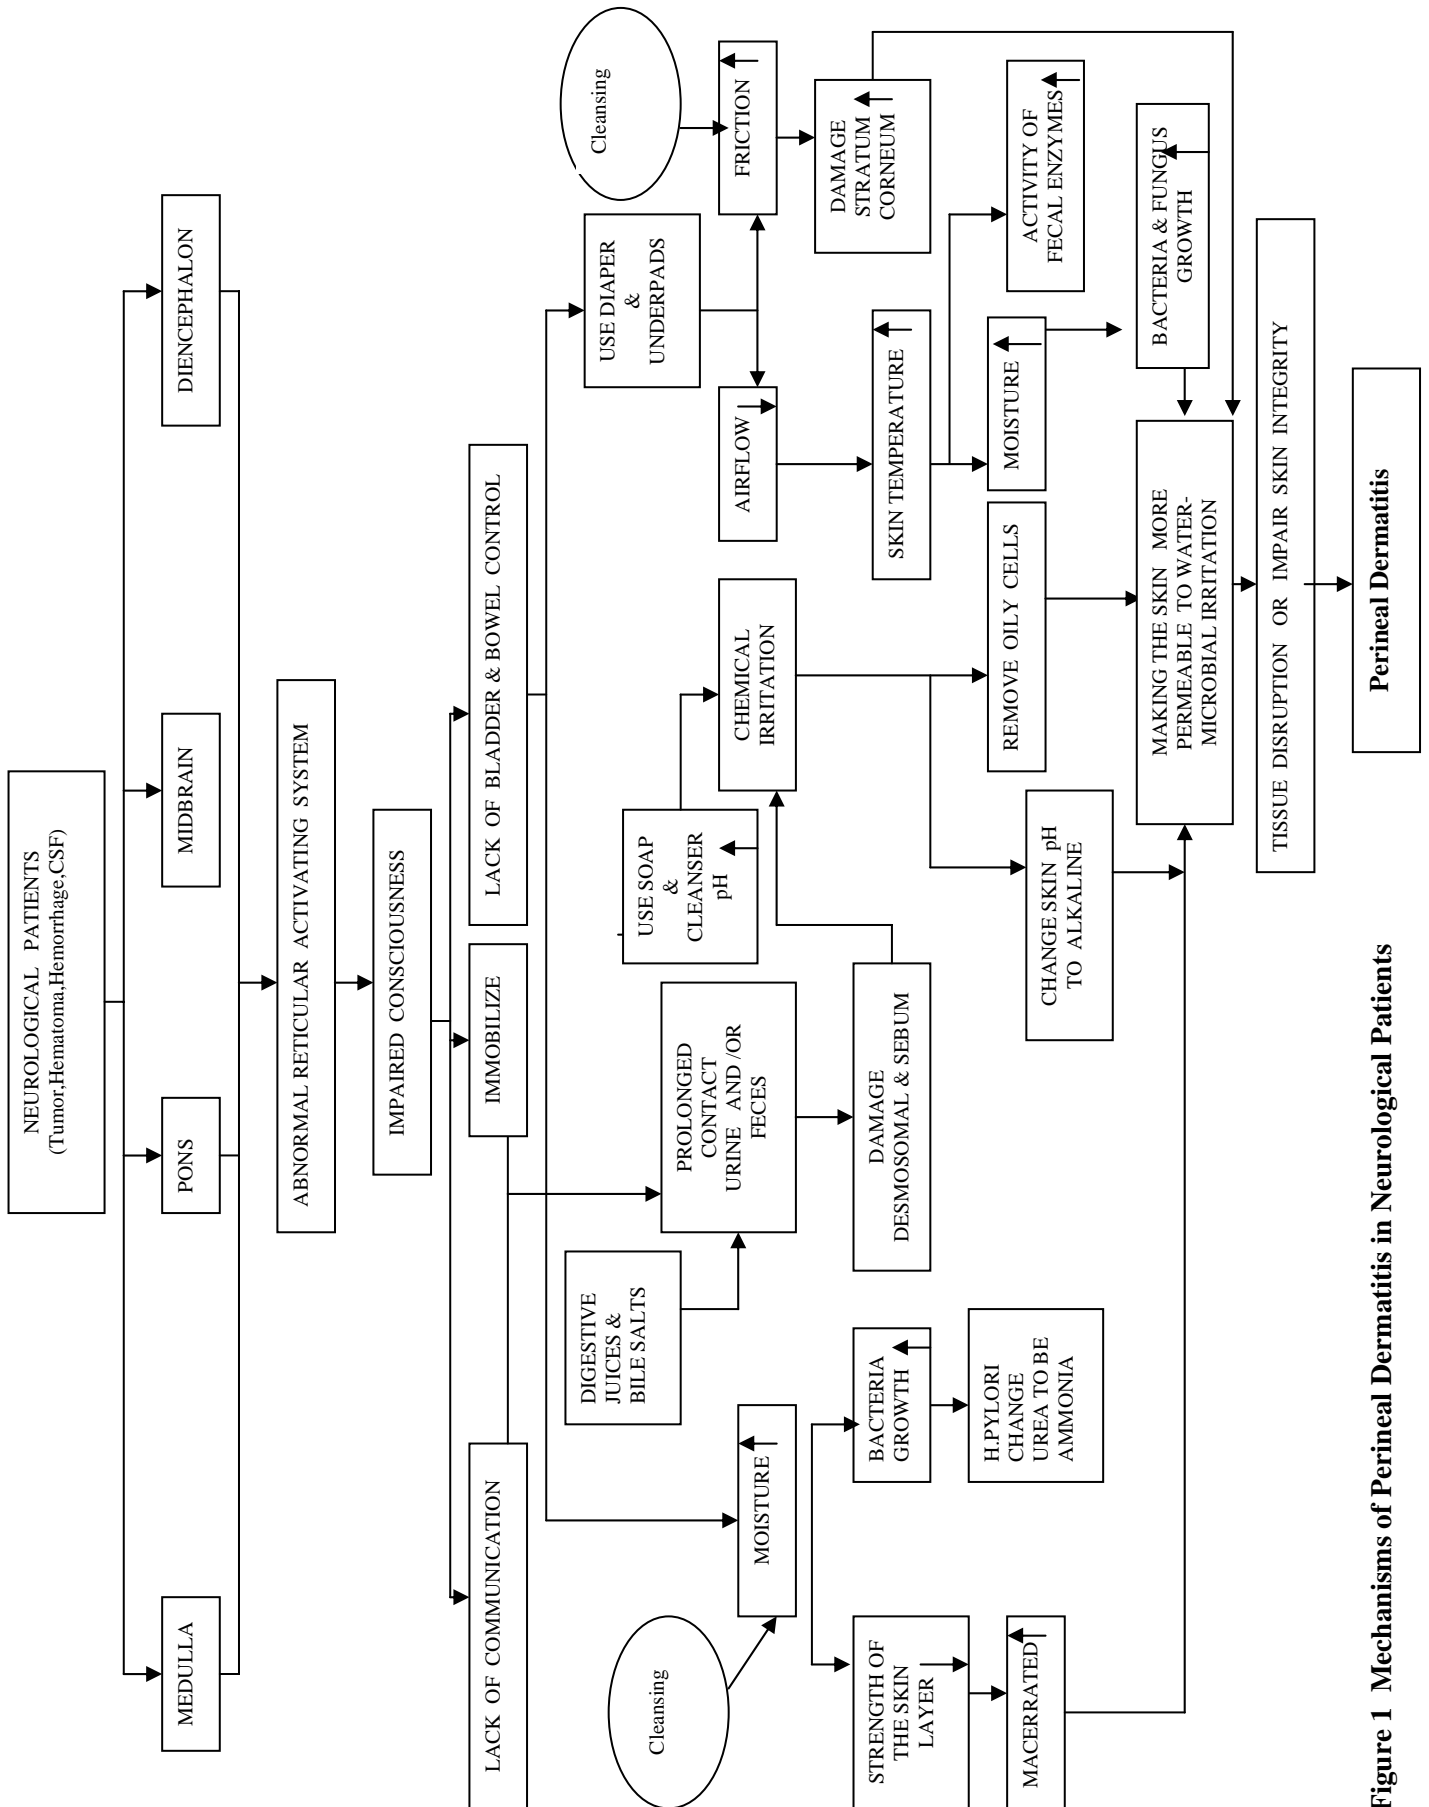 NEUROLOGICAL PATIENTS
(Tumor,Hematoma,Hemorrhage,CSF)
MEDULLA
PONS
MIDBRAIN
DIENCEPHALON
ABNORMAL RETICULAR ACTIVATING SYSTEM
IMPAIRED CONSCIOUSNESS
LACK OF COMMUNICATION
IMMOBILIZE
LACK OF BLADDER & BOWEL CONTROL
Cleansing
MOISTURE
DIGESTIVE
JUICES &
BILE SALTS
PROLONGED
CONTACT
URINE AND /OR
FECES
USE SOAP
&
CLEANSER
pH
CHEMICAL
IRRITATION
USE DIAPER
&
UNDERPADS
Cleansing
AIRFLOW
FRICTION
STRENGTH OF
THE SKIN
LAYER
BACTERIA
GROWTH
DAMAGE
DESMOSOMAL & SEBUM
SKIN TEMPERATURE
DAMAGE
STRATUM
CORNEUM
MACERRATED
H.PYLORI
CHANGE
UREA TO BE
AMMONIA
CHANGE SKIN pH
TO ALKALINE
REMOVE OILY CELLS
MOISTURE
ACTIVITY OF
FECAL ENZYMES
MAKING THE SKIN MORE
PERMEABLE TO WATER-
MICROBIAL IRRITATION
BACTERIA & FUNGUS
GROWTH
TISSUE DISRUPTION OR IMPAIR SKIN INTEGRITY
Perineal Dermatitis
Figure 1 Mechanisms of Perineal Dermatitis in Neurological Patients